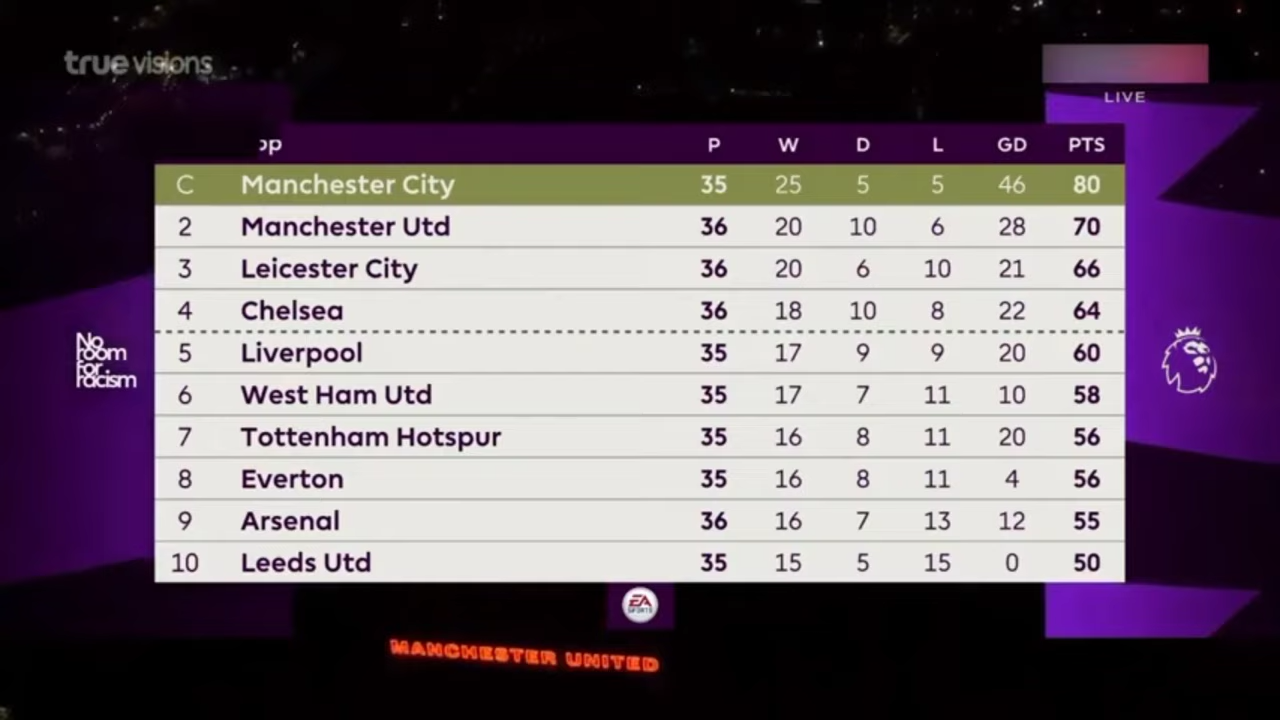 true visions
LIVE
op P W D L GD PTS
C Manchester City 35 25 5 5 46 80
2 Manchester Utd 36 20 10 6 28 70
3 Leicester City 36 20 6 10 21 66
4 Chelsea 36 18 10 8 22 64
5 Liverpool 35 17 9 9 20 60
6 West Ham Utd 35 17 7 11 10 58
7 Tottenham Hotspur 35 16 8 11 20 56
8 Everton 35 16 8 11 4 56
9 Arsenal 36 16 7 13 12 55
10 Leeds Utd 35 15 5 15 0 50
No
room
for
racism
EA
SPORTS
MANCHESTER UNITED